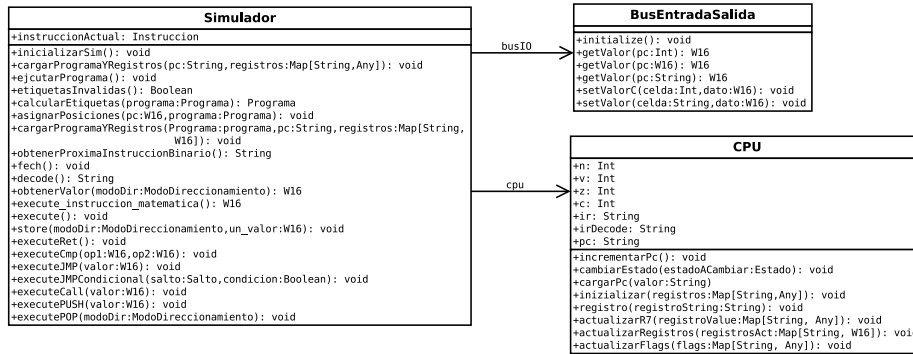 Simulador
+instruccionActual: Instruccion
+inicializarSim(): void
+cargarProgramaYRegistros(pc:String,registros:Map[String,Any]): void
+ejcutarPrograma(): void
+etiquetasInvalidas(): Boolean
+calcularEtiquetas(programa:Programa): Programa
+asignarPosiciones(pc:W16,programa:Programa): void
+cargarProgramaYRegistros(Programa:programa,pc:String,registros:Map[String,
W16]): void
+obtenerProximaInstruccionBinario(): String
+fech(): void
+decode(): String
+obtenerValor(modoDir:ModoDireccionamiento): W16
+execute_instruccion_matematica(): W16
+execute(): void
+store(modoDir:ModoDireccionamiento,un_valor:W16): void
+executeRet(): void
+executeCmp(op1:W16,op2:W16): void
+executeJMP(valor:W16): void
+executeJMPCondicional(salto:Salto,condicion:Boolean): void
+executeCall(valor:W16): void
+executePUSH(valor:W16): void
+executePOP(modoDir:ModoDireccionamiento): void
busIO
cpu
BusEntradaSalida
+initialize(): void
+getValor(pc:Int): W16
+getValor(pc:W16): W16
+getValor(pc:String): W16
+setValorC(celda:Int,dato:W16): void
+setValor(celda:String,dato:W16): void
CPU
+n: Int
+v: Int
+z: Int
+c: Int
+ir: String
+irDecode: String
+pc: String
+incrementarPc(): void
+cambiarEstado(estadoACambiar:Estado): void
+cargarPc(valor:String)
+inizializar(registros:Map[String,Any]): void
+registro(registroString:String): void
+actualizarR7(registroValue:Map[String, Any]): void
+actualizarRegistros(registrosAct:Map[String, W16]): void
+actualizarFlags(flags:Map[String, Any]): void